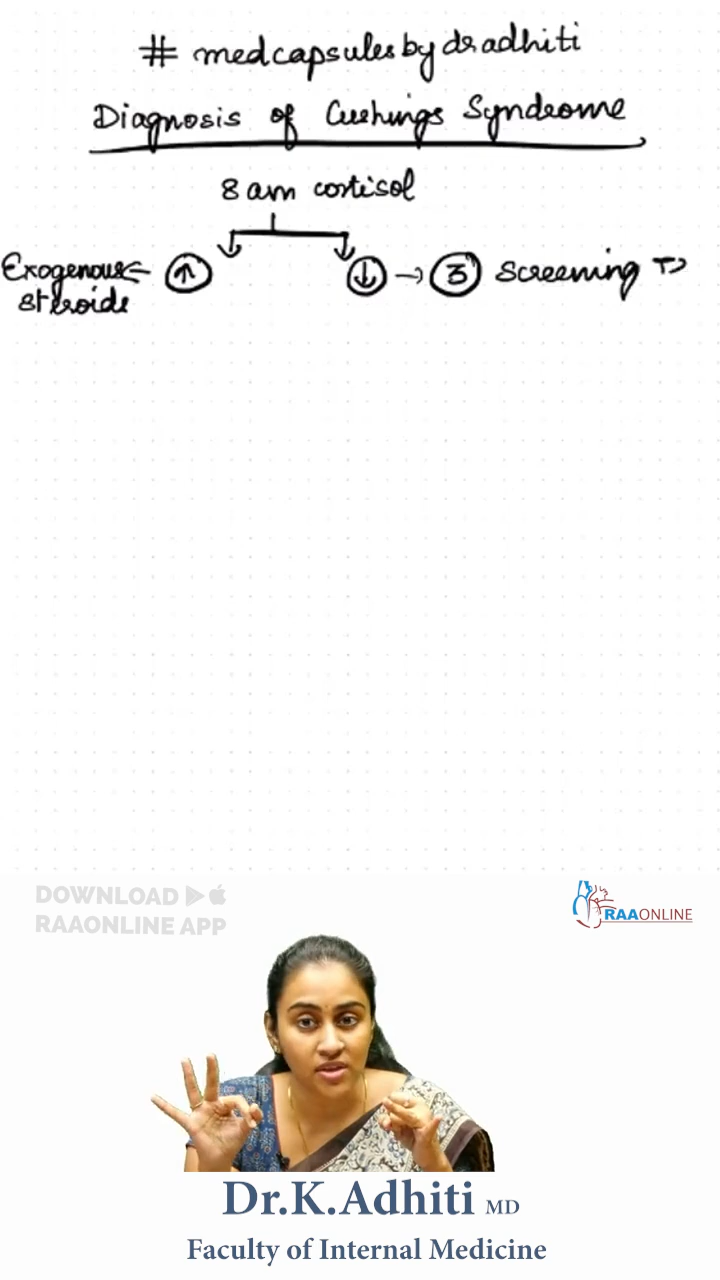 # medcapsules by dr adhiti
Diagnosis of Cushings Syndrome
8 am cortisol
Exogenous ← ↑ ↓ → 3 Screening
steroids
DOWNLOAD
RAAONLINE APP
RAAONLINE
Dr.K.Adhiti MD
Faculty of Internal Medicine